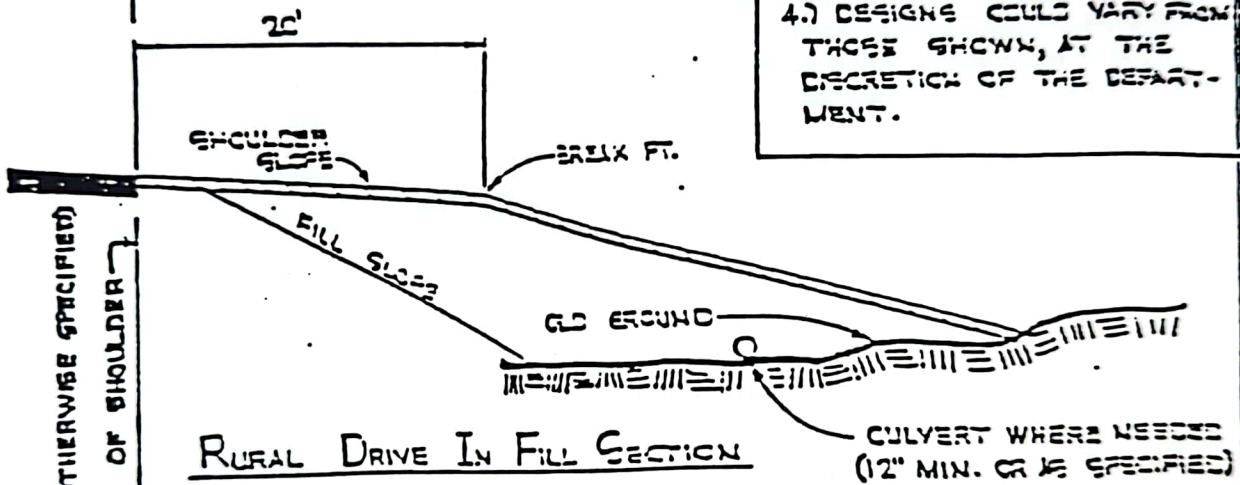 20'
4.) DESIGNS COULD VARY FROM
THOSE SHOWN, AT THE
DISCRETION OF THE DEPART-
MENT.
SHOULDER
SLOPE
BREAK PT.
FILL SLOPE
OLD GROUND
THERWISE SPECIFIED)
OF SHOULDER
RURAL DRIVE IN FILL SECTION
CULVERT WHERE NEEDED
(12" MIN. OR AS SPECIFIED)